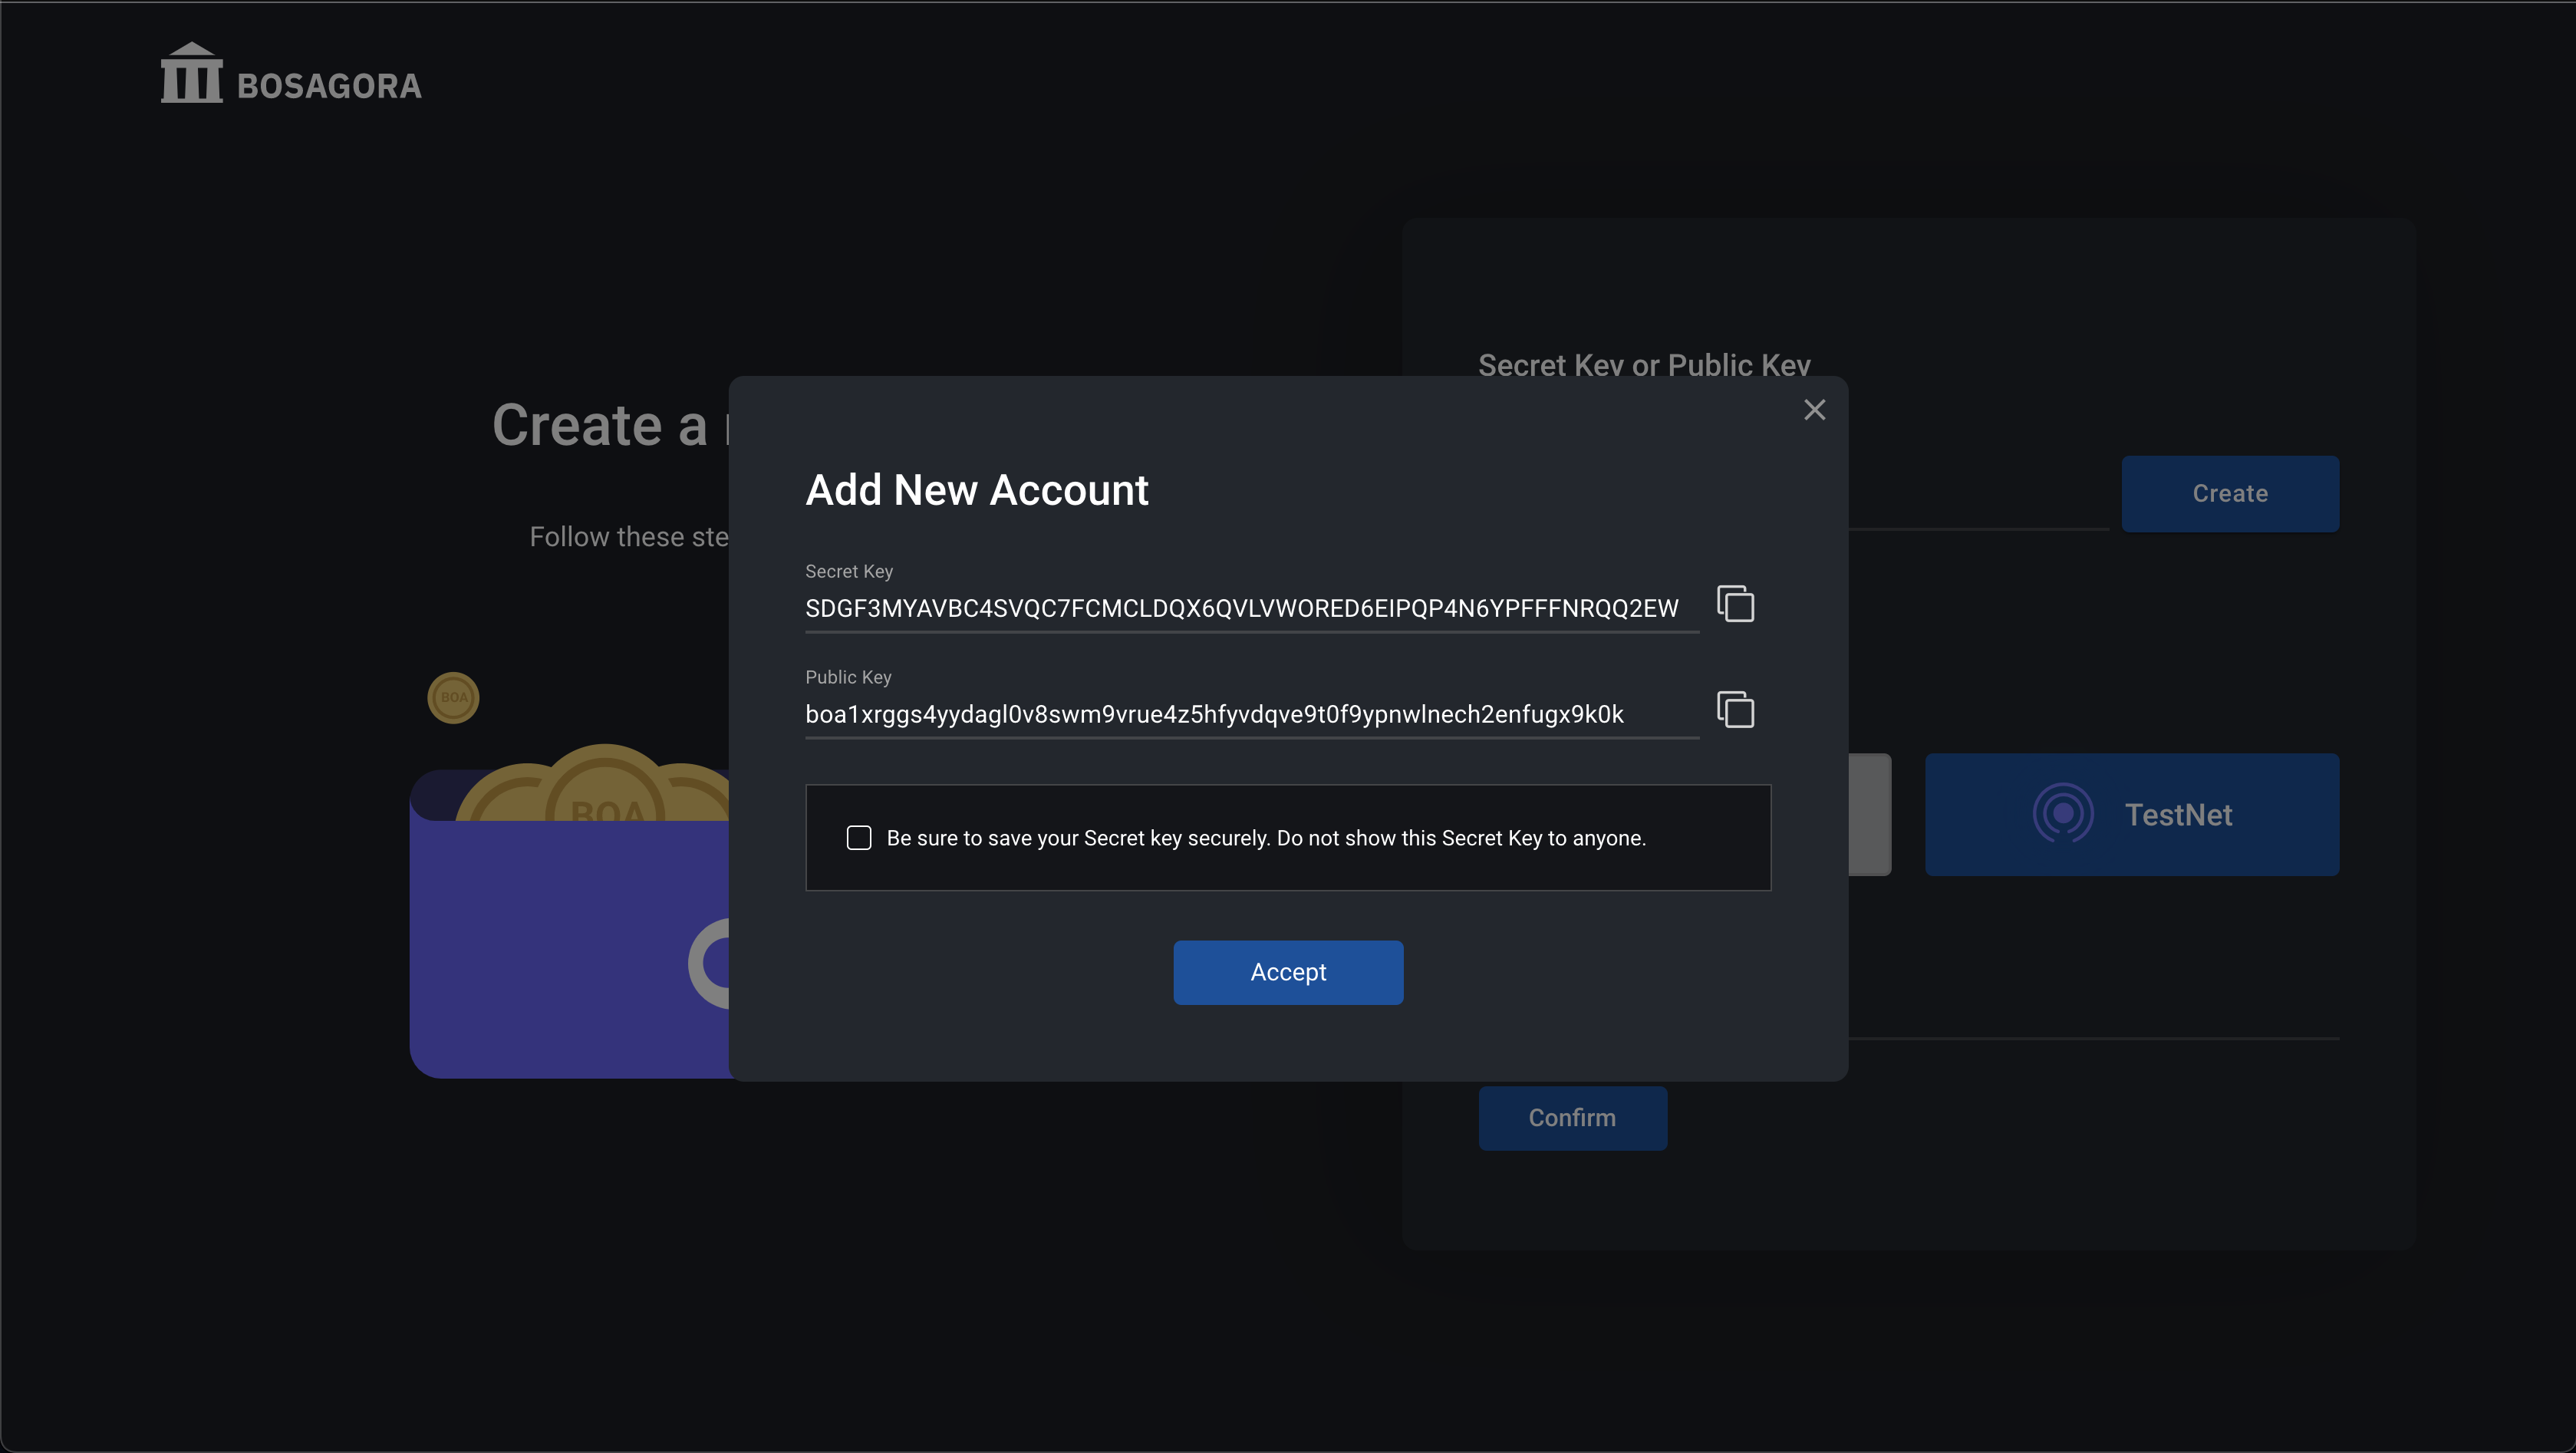 BOSAGORA
Secret Key or Public Key
Create a
Follow these ste
Create
Add New Account
Secret Key
SDGF3MYAVBC4SVQC7FCMCLDQX6QVLVWORED6EIPQP4N6YPFFFNRQQ2EW
Public Key
boa1xrggs4yydagl0v8swm9vrue4z5hfyvdqve9t0f9ypnwlnech2enfugx9k0k
BOA
BOA
TestNet
Be sure to save your Secret key securely. Do not show this Secret Key to anyone.
Accept
Confirm